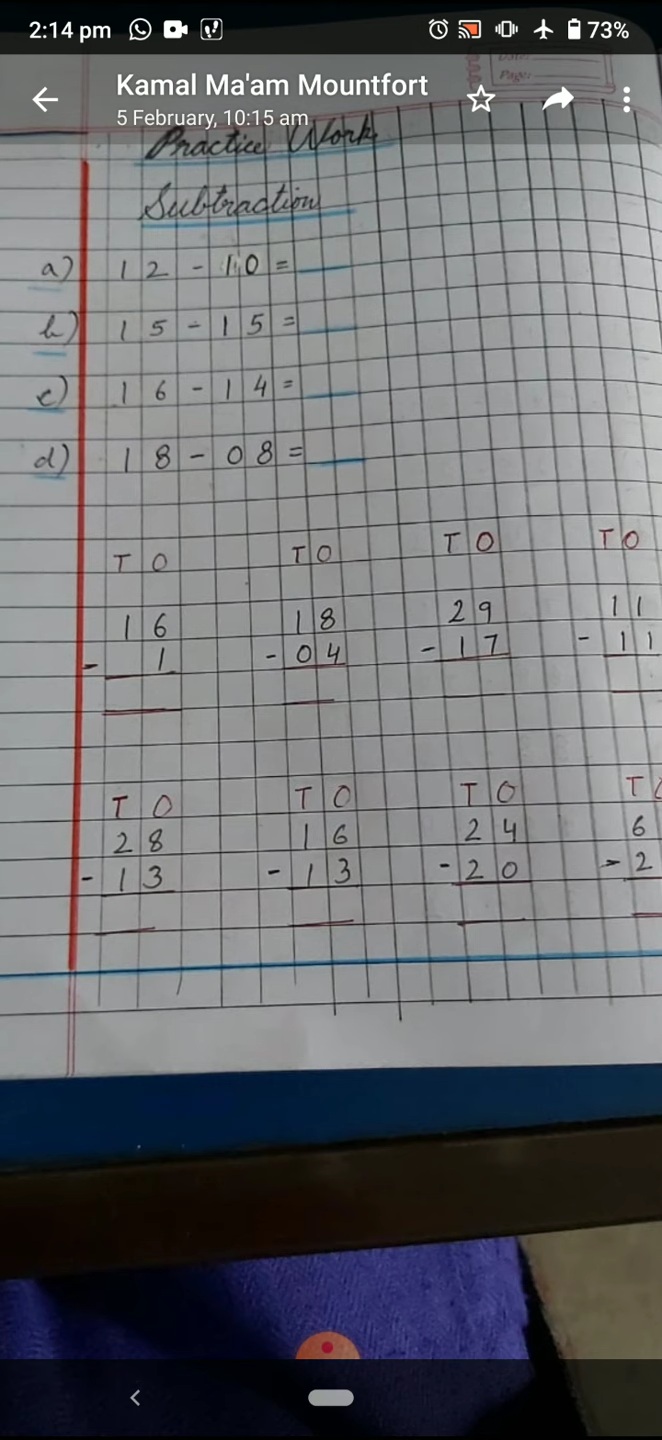 2:14 pm 73%
Kamal Ma'am Mountfort
5 February, 10:15 am
Date:
Page:
Practice Work
Subtraction
a) 12 - 10 =
b) 15 - 15 =
c) 16 - 14 =
d) 18 - 08 =
T O T O T O T O
16 18 29 11
- 1 - 04 - 17 - 11
T O T O T O T
28 16 24 6
- 13 - 13 - 20 - 2